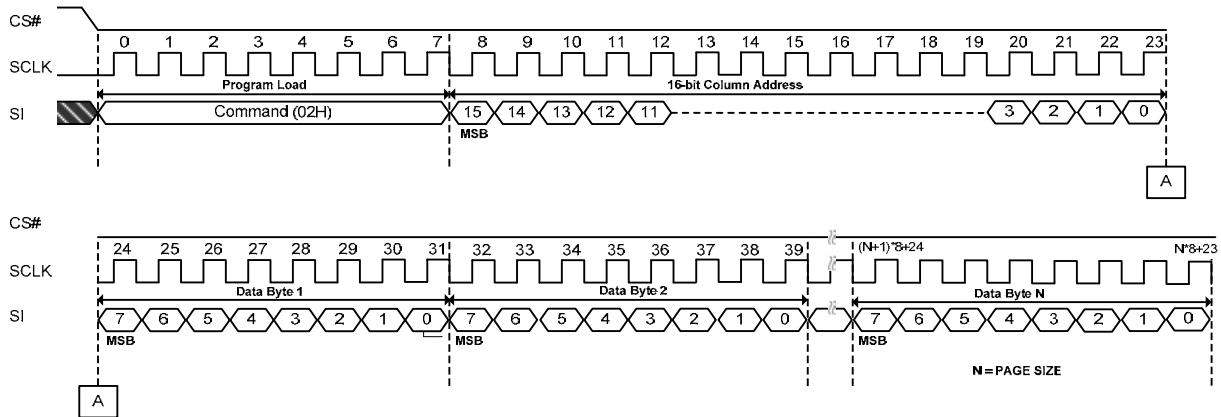 CS#
0 1 2 3 4 5 6 7 8 9 10 11 12 13 14 15 16 17 18 19 20 21 22 23
SCLK
Program Load 16-bit Column Address
SI Command (02H) 15 14 13 12 11 3 2 1 0
MSB
A
CS#
24 25 26 27 28 29 30 31 32 33 34 35 36 37 38 39 (N+1)*8+24 N*8+23
SCLK
Data Byte 1 Data Byte 2 Data Byte N
SI 7 6 5 4 3 2 1 0 7 6 5 4 3 2 1 0 7 6 5 4 3 2 1 0
MSB MSB MSB
N = PAGE SIZE
A